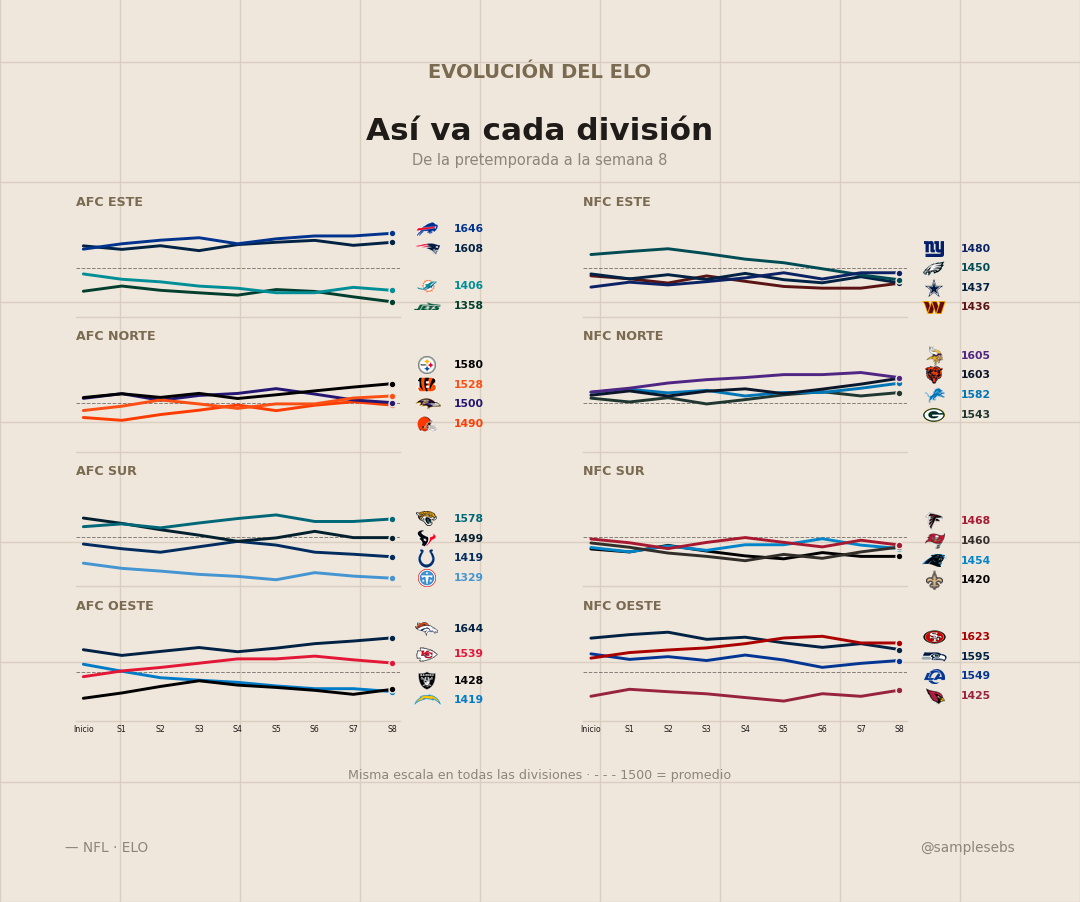 EVOLUCIÓN DEL ELO
Así va cada división
De la pretemporada a la semana 8
AFC ESTE
1646
1608
1406
JETS
1358
NFC ESTE
ny
1480
1450
1437
W
1436
AFC NORTE
1580
1528
1500
1490
NFC NORTE
1605
1603
1582
G
1543
AFC SUR
1578
1499
1419
1329
NFC SUR
1468
1460
1454
1420
AFC OESTE
1644
KC
1539
1428
1419
Inicio S1 S2 S3 S4 S5 S6 S7 S8
NFC OESTE
SF
1623
1595
1549
1425
Inicio S1 S2 S3 S4 S5 S6 S7 S8
Misma escala en todas las divisiones · - - - 1500 = promedio
— NFL · ELO
@samplesebs